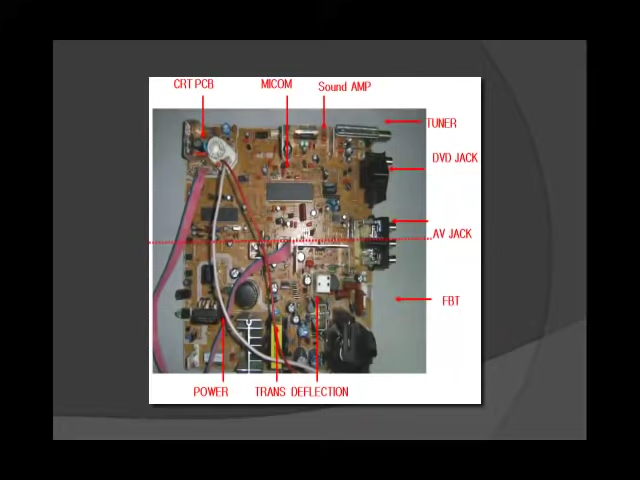 CRT PCB
MICOM
Sound AMP
TUNER
DVD JACK
AV JACK
FBT
POWER
TRANS
DEFLECTION